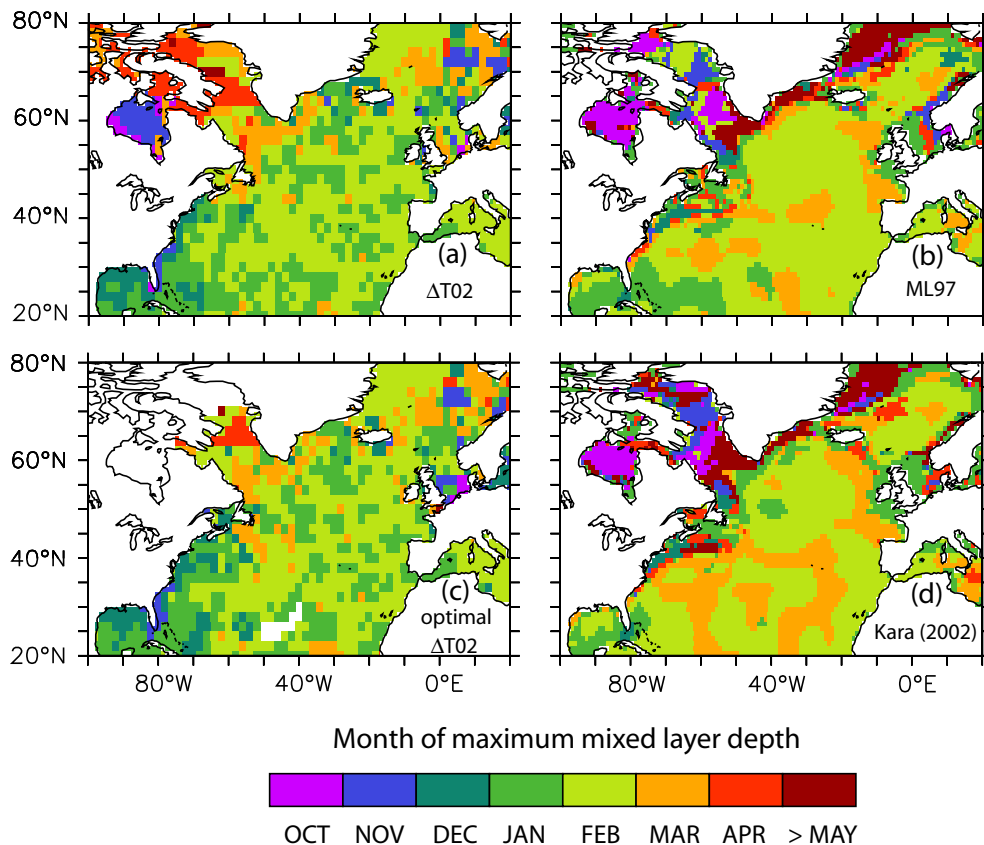 80°N
60°N
40°N
20°N
(a)
ΔT02
(b)
ML97
80°N
60°N
40°N
20°N
(c)
optimal
ΔT02
(d)
Kara (2002)
80°W
40°W
0°E
80°W
40°W
0°E
Month of maximum mixed layer depth
OCT
NOV
DEC
JAN
FEB
MAR
APR
> MAY